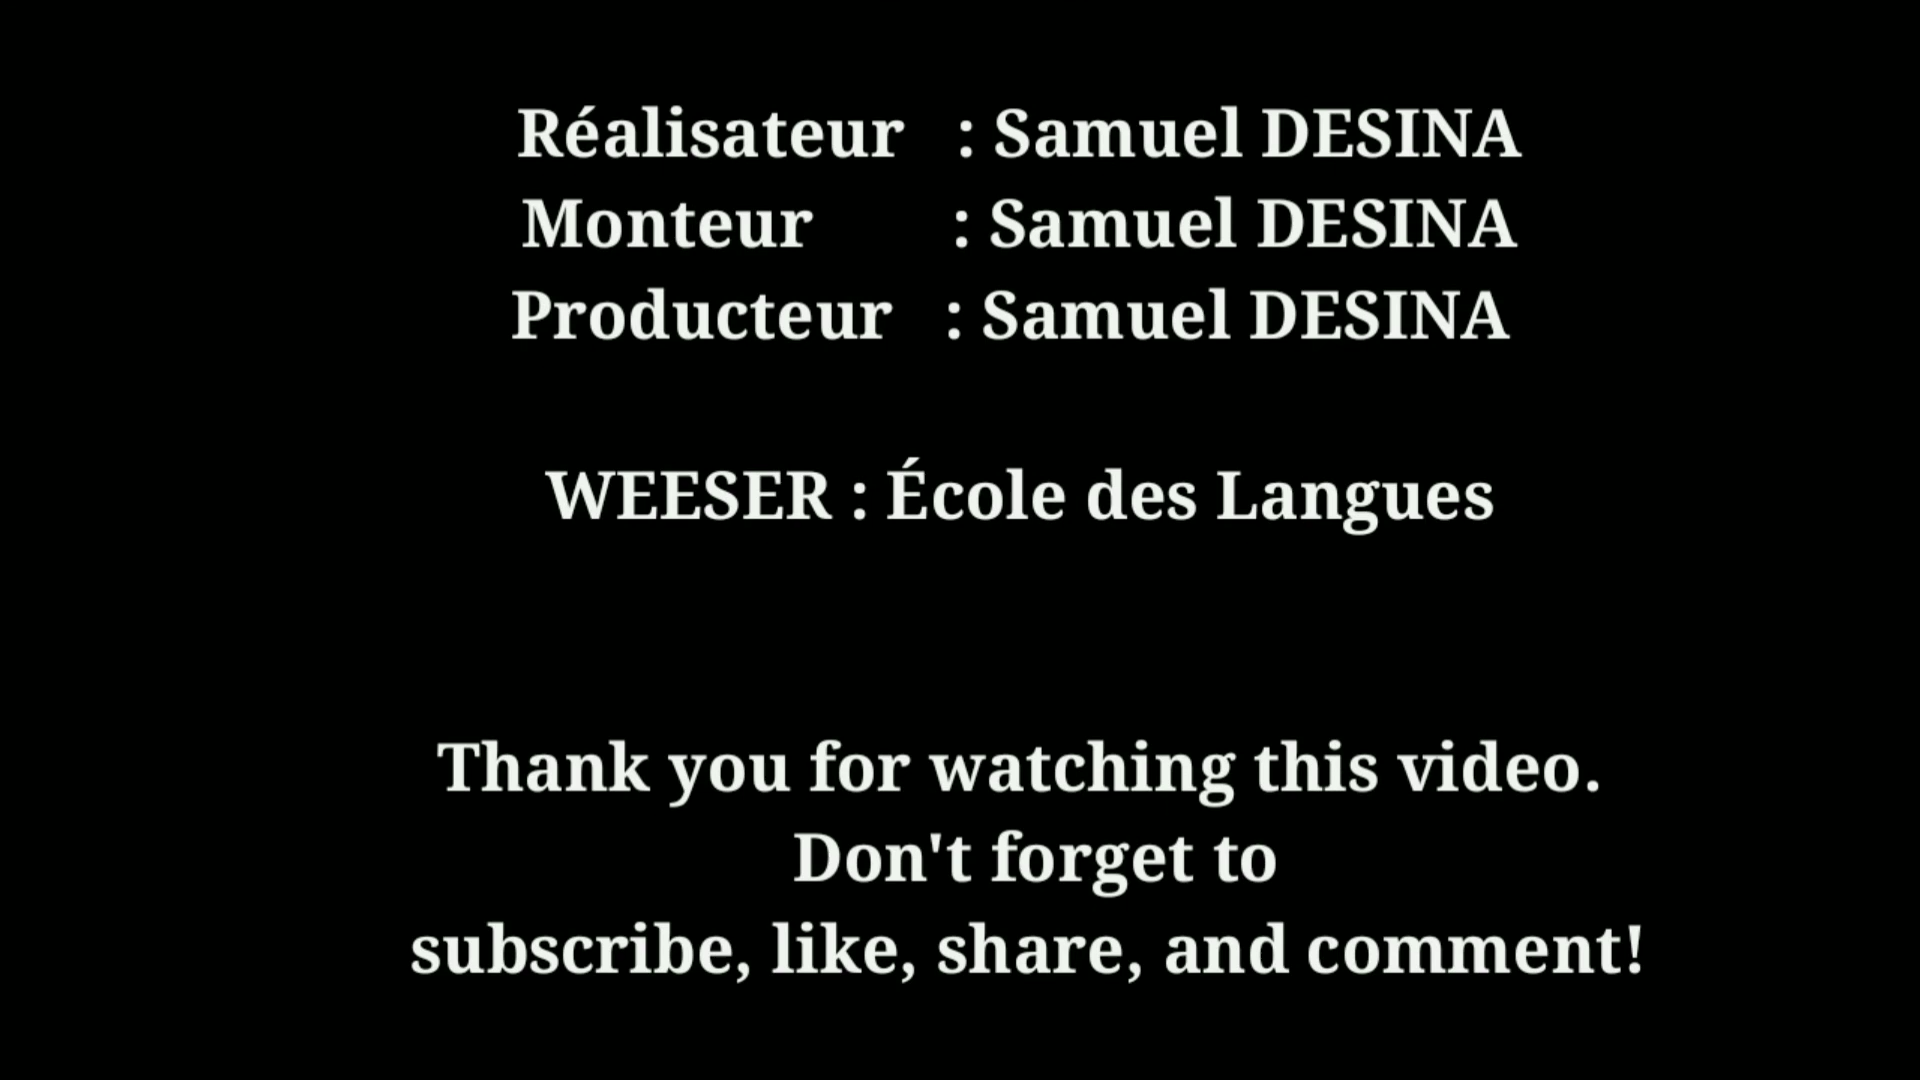 Réalisateur : Samuel DESINA
Monteur : Samuel DESINA
Producteur : Samuel DESINA
WEESER : École des Langues
Thank you for watching this video.
Don't forget to
subscribe, like, share, and comment!